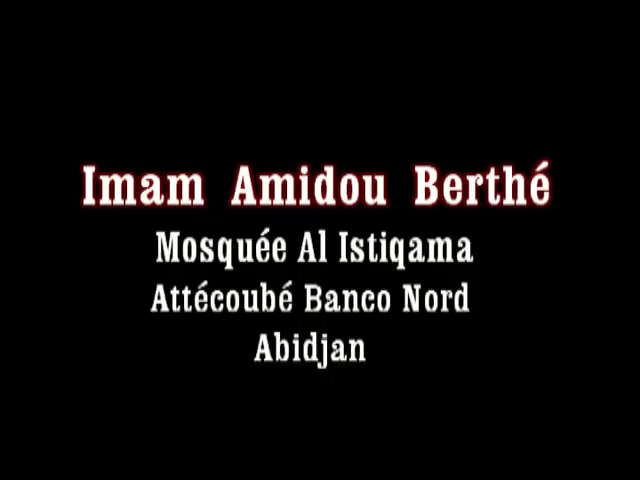 Imam Amidou Berthé
Mosquée Al Istiqama
Attécoubé Banco Nord
Abidjan